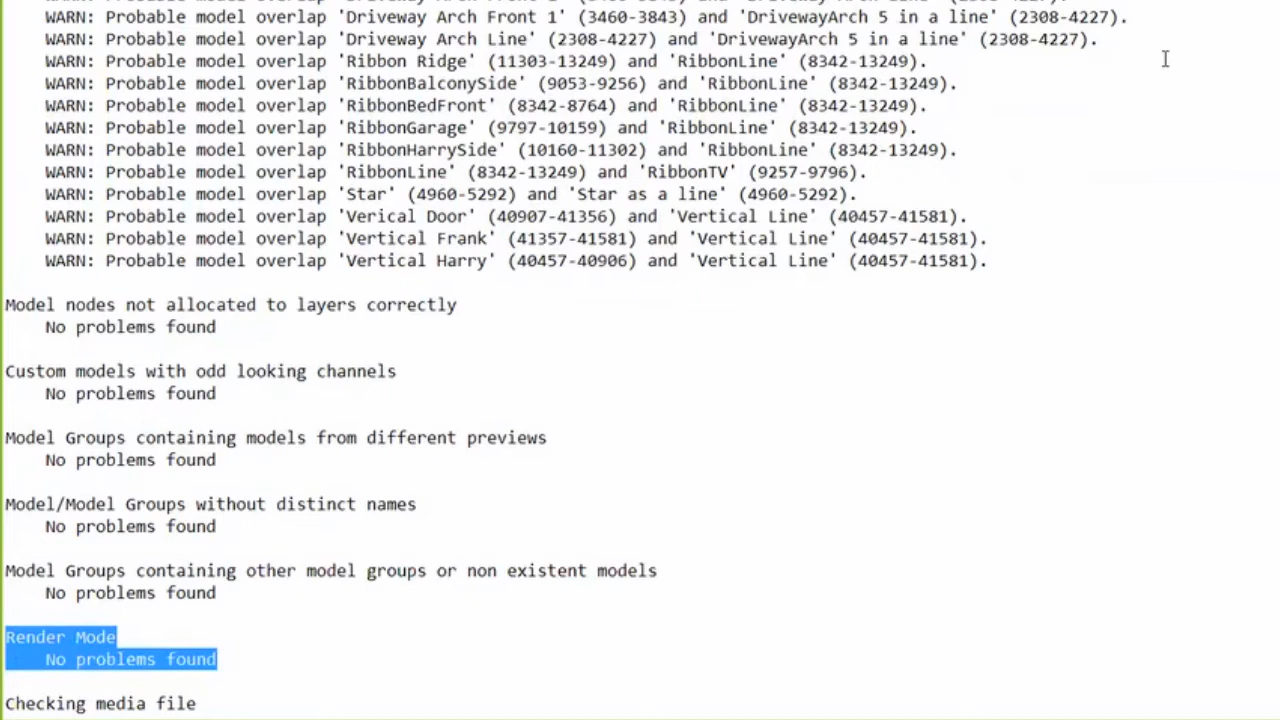 WARN: Probable model overlap 'Driveway Arch Front 1' (3460-3843) and 'DrivewayArch 5 in a line' (2308-4227).
WARN: Probable model overlap 'Driveway Arch Line' (2308-4227) and 'DrivewayArch 5 in a line' (2308-4227).
WARN: Probable model overlap 'Ribbon Ridge' (11303-13249) and 'RibbonLine' (8342-13249).
WARN: Probable model overlap 'RibbonBalconySide' (9053-9256) and 'RibbonLine' (8342-13249).
WARN: Probable model overlap 'RibbonBedFront' (8342-8764) and 'RibbonLine' (8342-13249).
WARN: Probable model overlap 'RibbonGarage' (9797-10159) and 'RibbonLine' (8342-13249).
WARN: Probable model overlap 'RibbonHarrySide' (10160-11302) and 'RibbonLine' (8342-13249).
WARN: Probable model overlap 'RibbonLine' (8342-13249) and 'RibbonTV' (9257-9796).
WARN: Probable model overlap 'Star' (4960-5292) and 'Star as a line' (4960-5292).
WARN: Probable model overlap 'Verical Door' (40907-41356) and 'Vertical Line' (40457-41581).
WARN: Probable model overlap 'Vertical Frank' (41357-41581) and 'Vertical Line' (40457-41581).
WARN: Probable model overlap 'Vertical Harry' (40457-40906) and 'Vertical Line' (40457-41581).
Model nodes not allocated to layers correctly
No problems found
Custom models with odd looking channels
No problems found
Model Groups containing models from different previews
No problems found
Model/Model Groups without distinct names
No problems found
Model Groups containing other model groups or non existent models
No problems found
Render Mode
No problems found
Checking media file